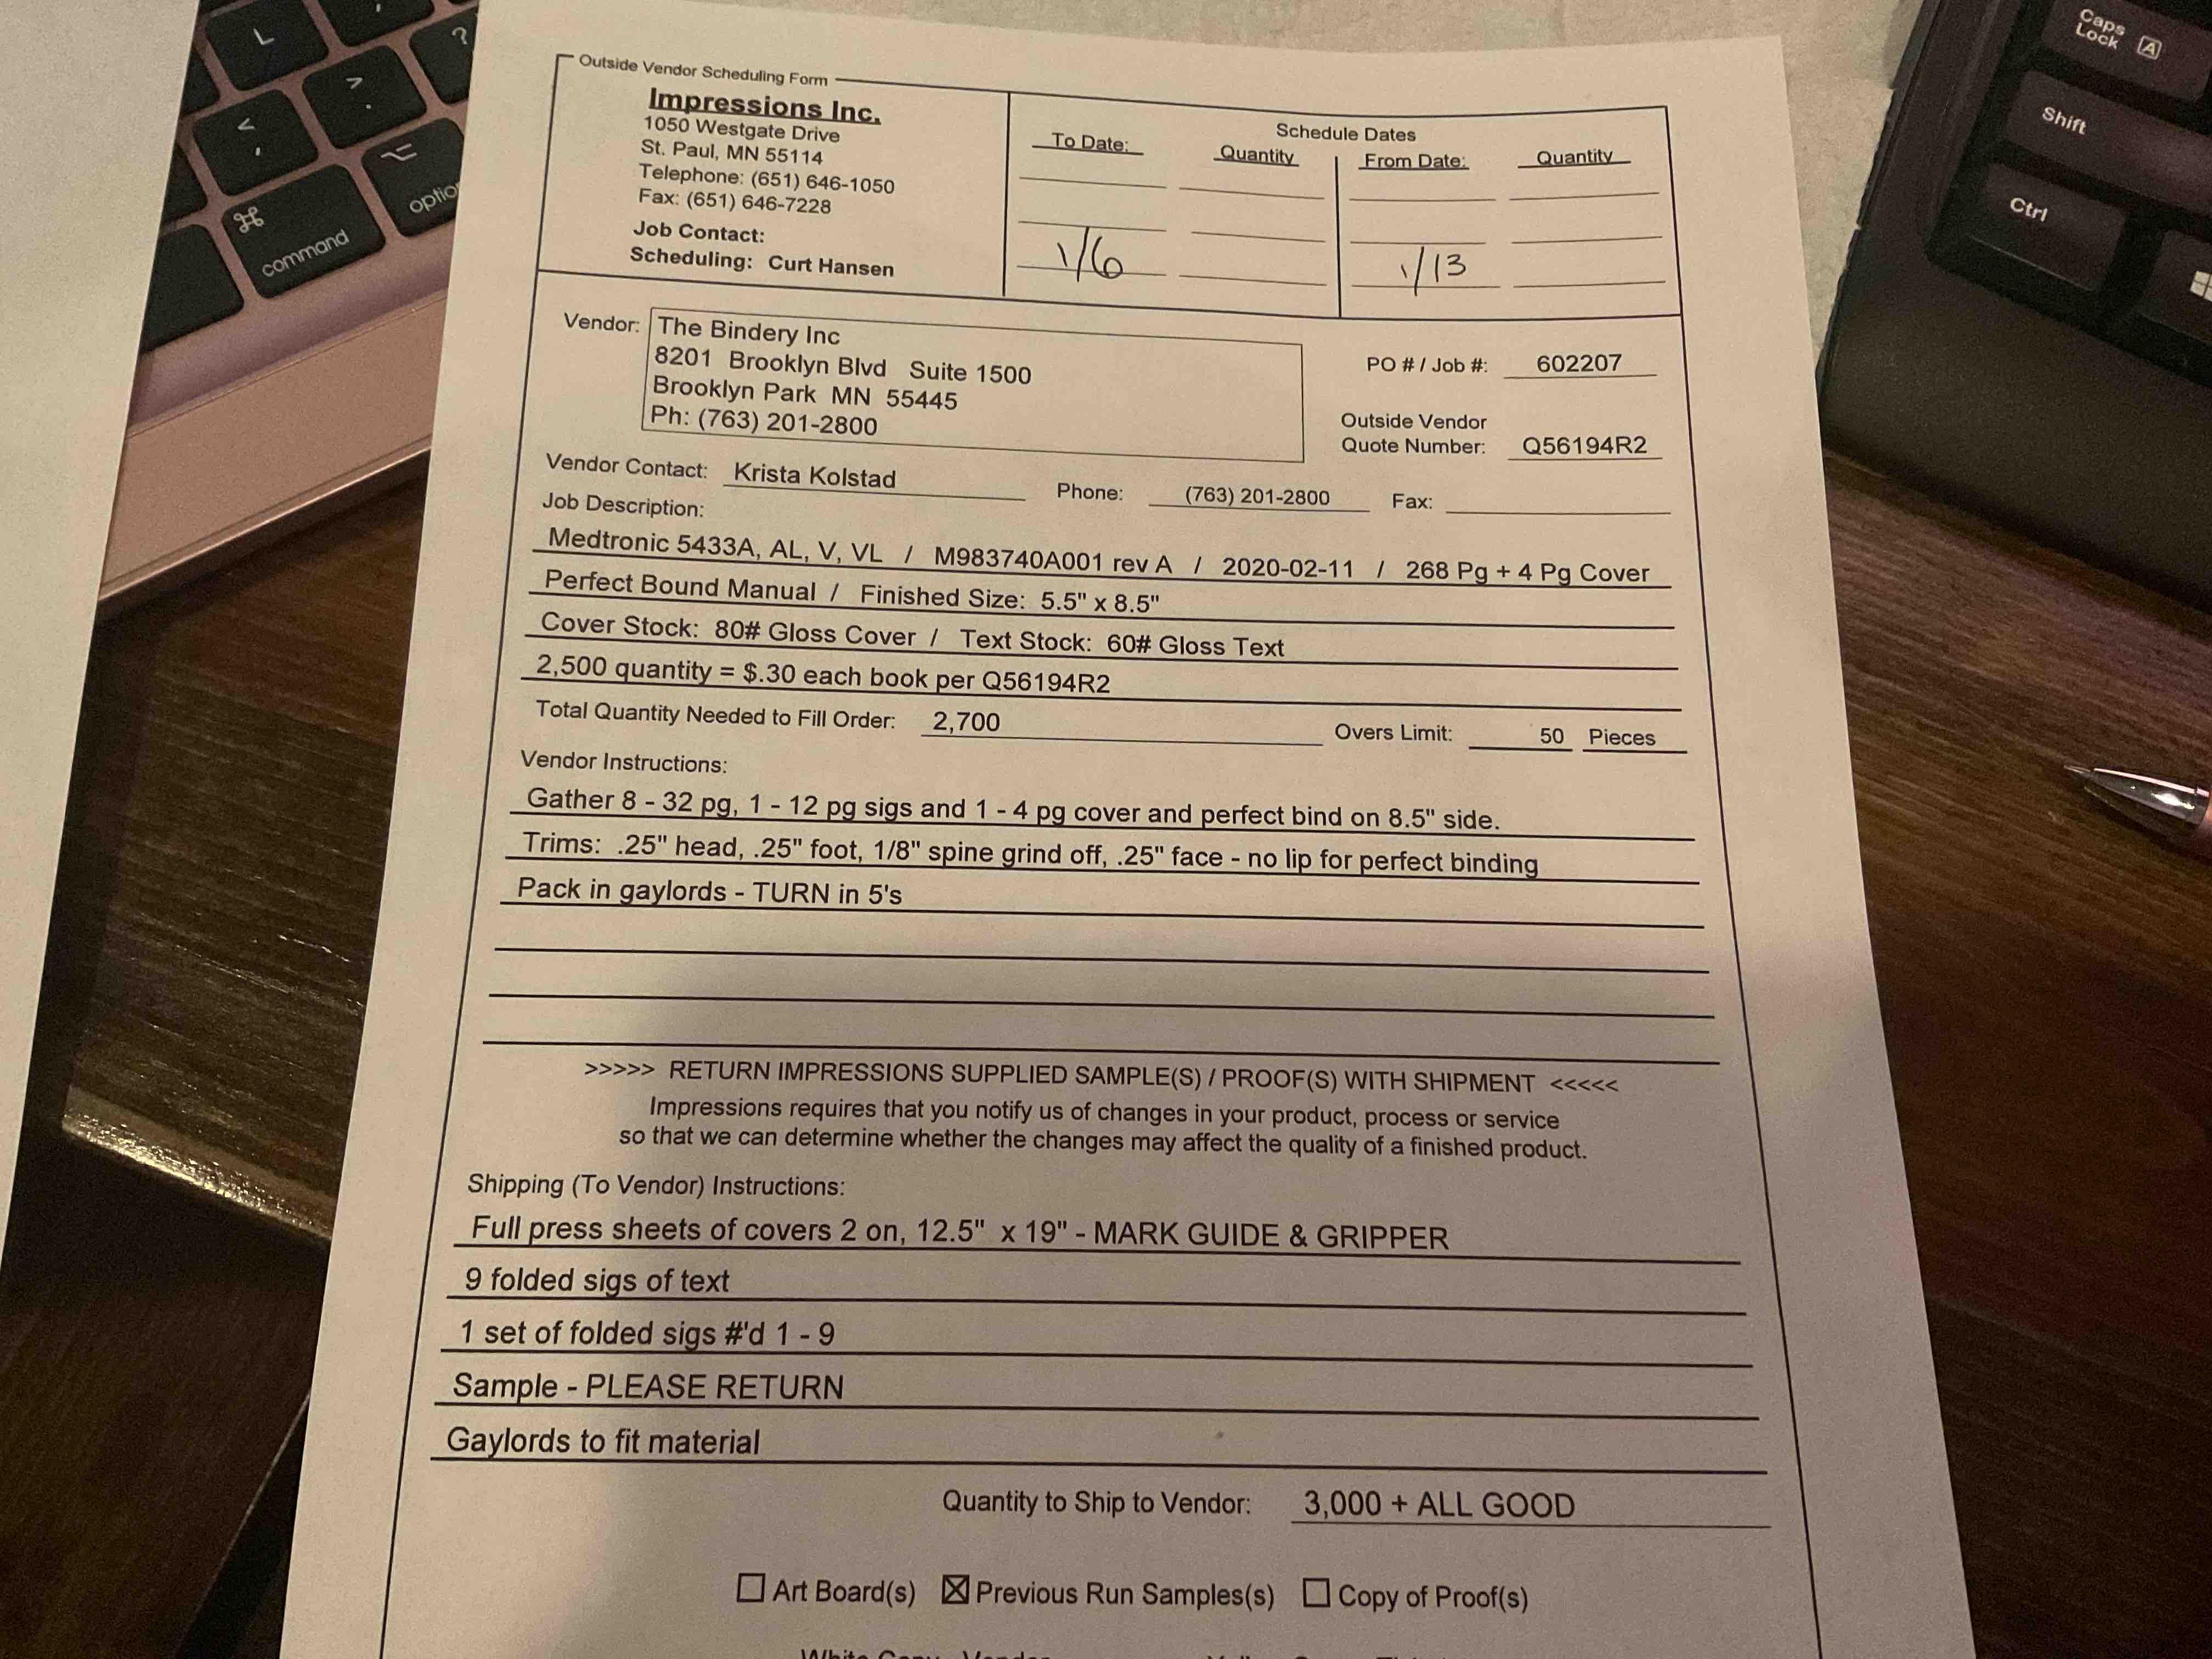 L
?
<
,
>
.
⌘
command
⌥
Caps
Lock A
Shift
Ctrl
Outside Vendor Scheduling Form
Impressions Inc.
1050 Westgate Drive
St. Paul, MN 55114
Telephone: (651) 646-1050
Fax: (651) 646-7228
Job Contact:
Scheduling: Curt Hansen
Schedule Dates
To Date: Quantity From Date: Quantity
1/6 1/13
Vendor: The Bindery Inc
8201 Brooklyn Blvd Suite 1500
Brooklyn Park MN 55445
Ph: (763) 201-2800
PO # / Job #: 602207
Outside Vendor
Quote Number: Q56194R2
Vendor Contact: Krista Kolstad Phone: (763) 201-2800 Fax:
Job Description:
Medtronic 5433A, AL, V, VL / M983740A001 rev A / 2020-02-11 / 268 Pg + 4 Pg Cover
Perfect Bound Manual / Finished Size: 5.5" x 8.5"
Cover Stock: 80# Gloss Cover / Text Stock: 60# Gloss Text
2,500 quantity = $.30 each book per Q56194R2
Total Quantity Needed to Fill Order: 2,700 Overs Limit: 50 Pieces
Vendor Instructions:
Gather 8 - 32 pg, 1 - 12 pg sigs and 1 - 4 pg cover and perfect bind on 8.5" side.
Trims: .25" head, .25" foot, 1/8" spine grind off, .25" face - no lip for perfect binding
Pack in gaylords - TURN in 5's
>>>>> RETURN IMPRESSIONS SUPPLIED SAMPLE(S) / PROOF(S) WITH SHIPMENT <<<<<
Impressions requires that you notify us of changes in your product, process or service
so that we can determine whether the changes may affect the quality of a finished product.
Shipping (To Vendor) Instructions:
Full press sheets of covers 2 on, 12.5" x 19" - MARK GUIDE & GRIPPER
9 folded sigs of text
1 set of folded sigs #'d 1 - 9
Sample - PLEASE RETURN
Gaylords to fit material
Quantity to Ship to Vendor: 3,000 + ALL GOOD
☐ Art Board(s) ☒ Previous Run Samples(s) ☐ Copy of Proof(s)